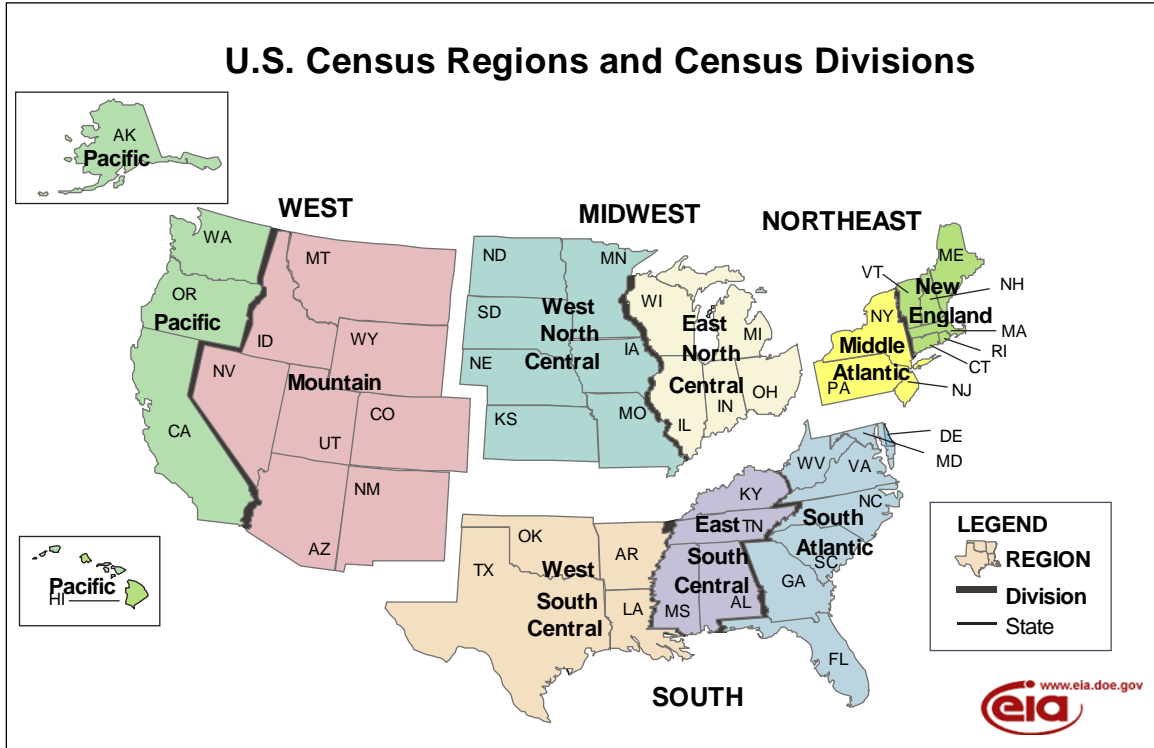 U.S. Census Regions and Census Divisions
AK
Pacific
WEST
MIDWEST
NORTHEAST
WA
MT
OR
Pacific
ID
WY
NV
Mountain
CO
CA
UT
NM
AZ
Pacific
HI
ND
MN
SD
West
North
Central
NE
IA
KS
MO
WI
MI
East
North
Central
IL
IN
OH
ME
VT
New
England
NH
MA
RI
CT
NY
Middle
Atlantic
PA
NJ
DE
MD
WV
VA
NC
South
Atlantic
SC
GA
FL
KY
TN
East
South
Central
MS
AL
OK
AR
TX
West
South
Central
LA
SOUTH
LEGEND
REGION
Division
State
www.eia.doe.gov
eia